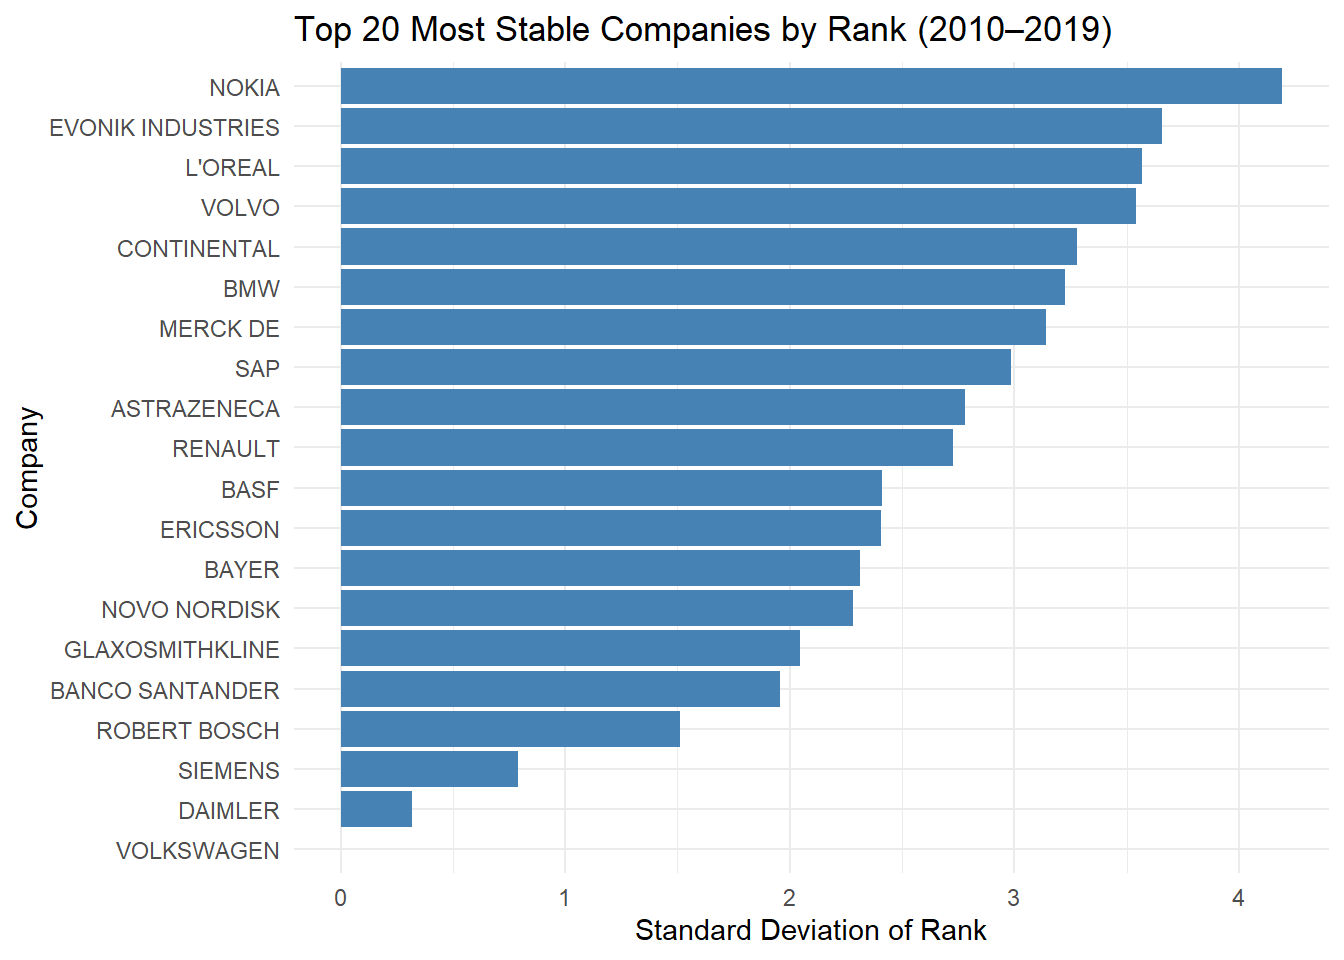 Top 20 Most Stable Companies by Rank (2010–2019)
Company
NOKIA
EVONIK INDUSTRIES
L'OREAL
VOLVO
CONTINENTAL
BMW
MERCK DE
SAP
ASTRAZENECA
RENAULT
BASF
ERICSSON
BAYER
NOVO NORDISK
GLAXOSMITHKLINE
BANCO SANTANDER
ROBERT BOSCH
SIEMENS
DAIMLER
VOLKSWAGEN
0 1 2 3 4
Standard Deviation of Rank